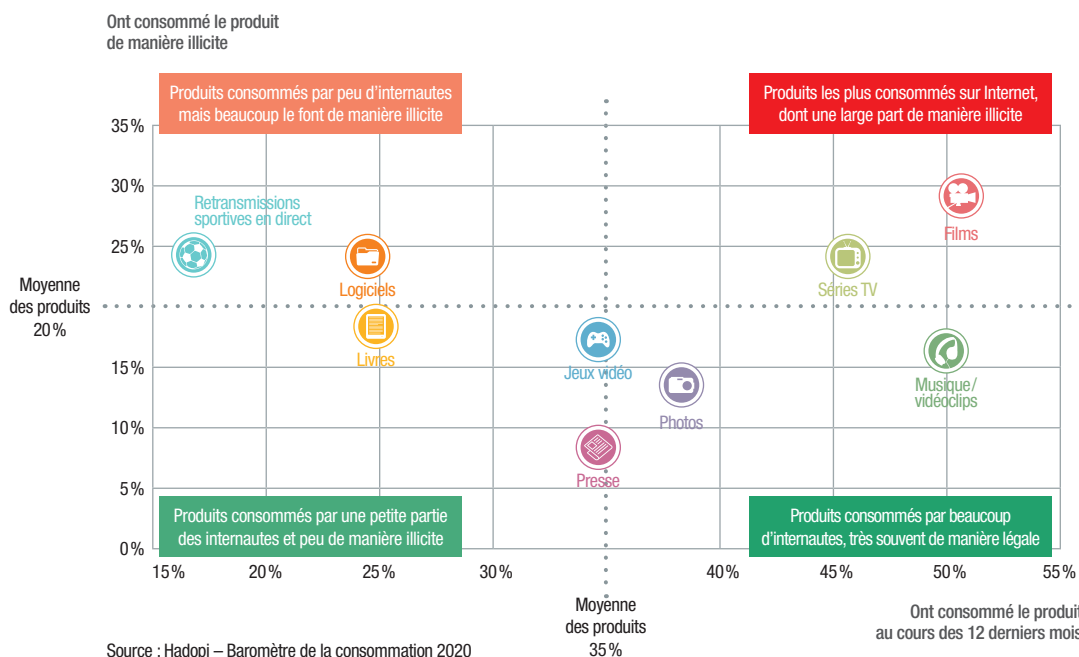 Ont consommé le produit
de manière illicite
Produits consommés par peu d'internautes
mais beaucoup le font de manière illicite
Produits les plus consommés sur Internet,
dont une large part de manière illicite
35 %
30 %
Retransmissions
sportives en direct
Films
25 %
Logiciels
Séries TV
Moyenne
des produits
20 %
Livres
Jeux vidéo
15 %
Musique/
vidéoclips
Photos
10 %
Presse
5 %
Produits consommés par une petite partie
des internautes et peu de manière illicite
Produits consommés par beaucoup
d'internautes, très souvent de manière légale
0 %
15 %
20 %
25 %
30 %
40 %
45 %
50 %
55 %
Moyenne
des produits
35 %
Ont consommé le produit
au cours des 12 derniers mois
Source : Hadopi – Baromètre de la consommation 2020